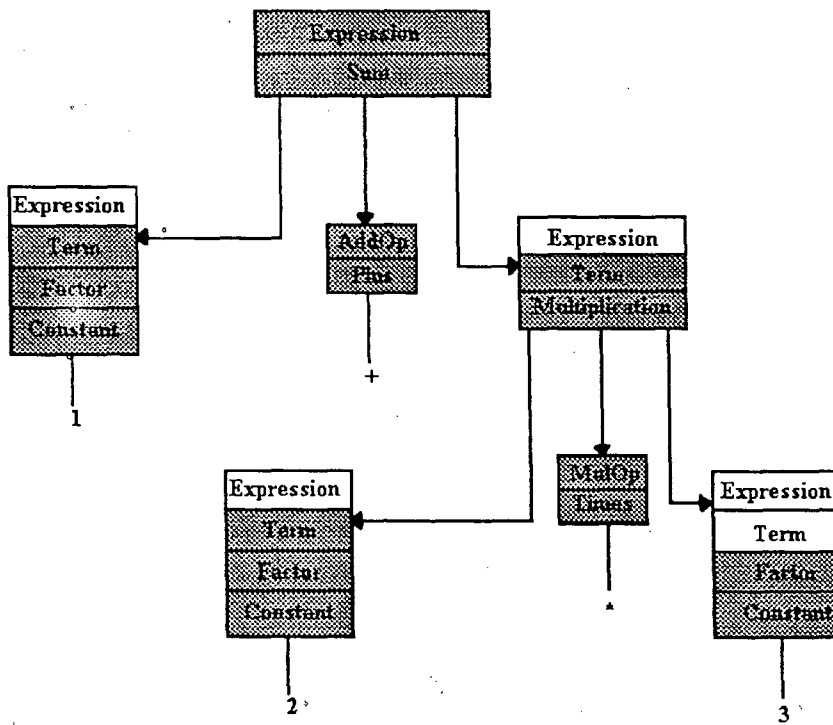 Expression
Sum
Expression
Term
Factor
Constant
1
AddOp
Plus
+
Expression
Term
Multiplication
Expression
Term
Factor
Constant
2
MulOp
Times
*
Expression
Term
Factor
Constant
3